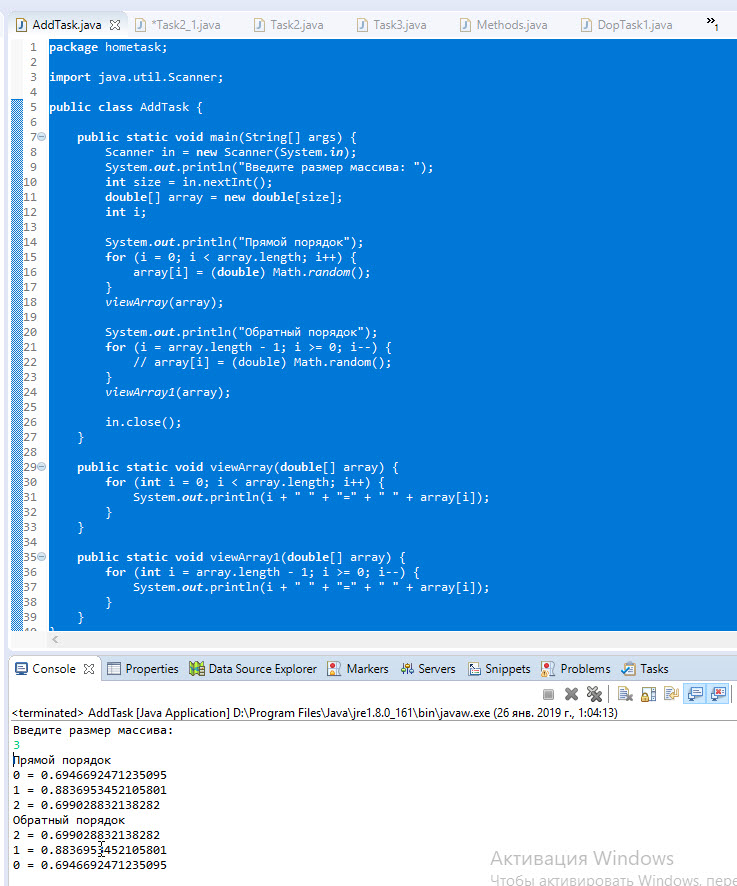 AddTask.java *Task2_1.java Task2.java Task3.java Methods.java DopTask1.java »1
1 package hometask;
2
3 import java.util.Scanner;
4
5 public class AddTask {
6
7 public static void main(String[] args) {
8 Scanner in = new Scanner(System.in);
9 System.out.println("Введите размер массива: ");
10 int size = in.nextInt();
11 double[] array = new double[size];
12 int i;
13
14 System.out.println("Прямой порядок");
15 for (i = 0; i < array.length; i++) {
16 array[i] = (double) Math.random();
17 }
18 viewArray(array);
19
20 System.out.println("Обратный порядок");
21 for (i = array.length - 1; i >= 0; i--) {
22 // array[i] = (double) Math.random();
23 }
24 viewArray1(array);
25
26 in.close();
27 }
28
29 public static void viewArray(double[] array) {
30 for (int i = 0; i < array.length; i++) {
31 System.out.println(i + " " + "=" + " " + array[i]);
32 }
33 }
34
35 public static void viewArray1(double[] array) {
36 for (int i = array.length - 1; i >= 0; i--) {
37 System.out.println(i + " " + "=" + " " + array[i]);
38 }
39 }
Console Properties Data Source Explorer Markers Servers Snippets Problems Tasks
<terminated> AddTask [Java Application] D:\Program Files\Java\jre1.8.0_161\bin\javaw.exe (26 янв. 2019 г., 1:04:13)
Введите размер массива:
3
Прямой порядок
0 = 0.6946692471235095
1 = 0.8836953452105801
2 = 0.699028832138282
Обратный порядок
2 = 0.699028832138282
1 = 0.8836953452105801
0 = 0.6946692471235095
Активация Windows
Чтобы активировать Windows, пере